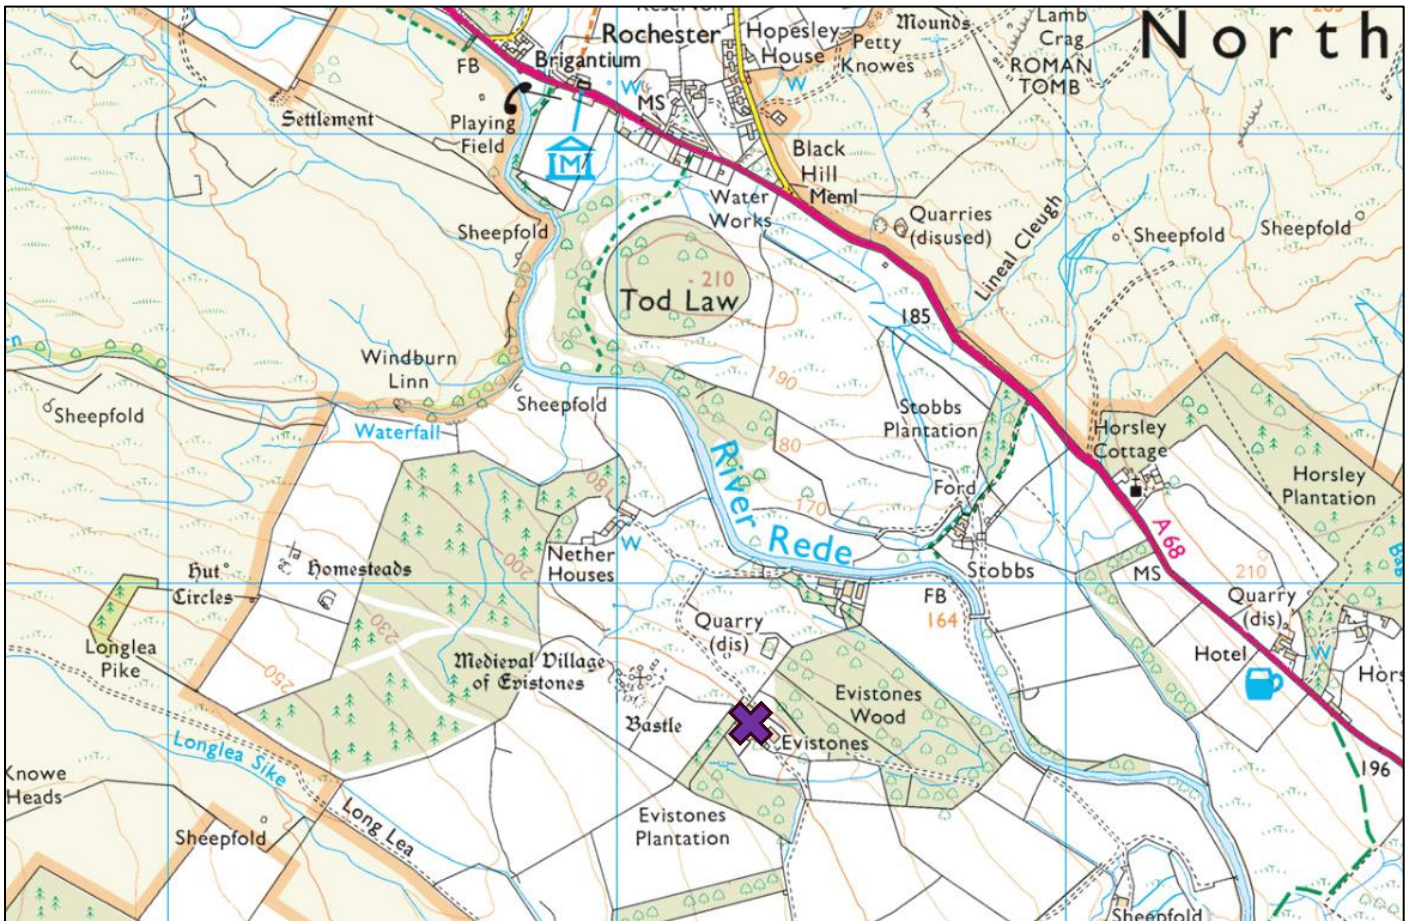 Reservoir
Rochester
Hopesley
House
Mounds
Petty
Knowes
Lamb
Crag
ROMAN
TOMB
North
FB
Brigantium
W
MS
W
Settlement
Playing
Field
M
Black
Hill
Meml
Water
Works
Quarries
(disused)
Lineal Cleugh
Sheepfold
Sheepfold
Sheepfold
210
Tod Law
185
Windburn
Linn
190
Sheepfold
Sheepfold
Waterfall
Stobbs
Plantation
180
Horsley
Cottage
Horsley
Plantation
River Rede
170
180
Ford
A 68
Nether
Houses
W
200
Stobbs
MS
210
Hut
Circles
Homesteads
FB
164
Quarry
(dis)
Quarry
(dis)
230
Longlea
Pike
Medieval Village
of Evistones
Hotel
W
Hors
250
Evistones
Wood
Bastle
Evistones
Longlea Sike
196
Knowe
Heads
Long Lea
Sheepfold
Evistones
Plantation
Sheepfold